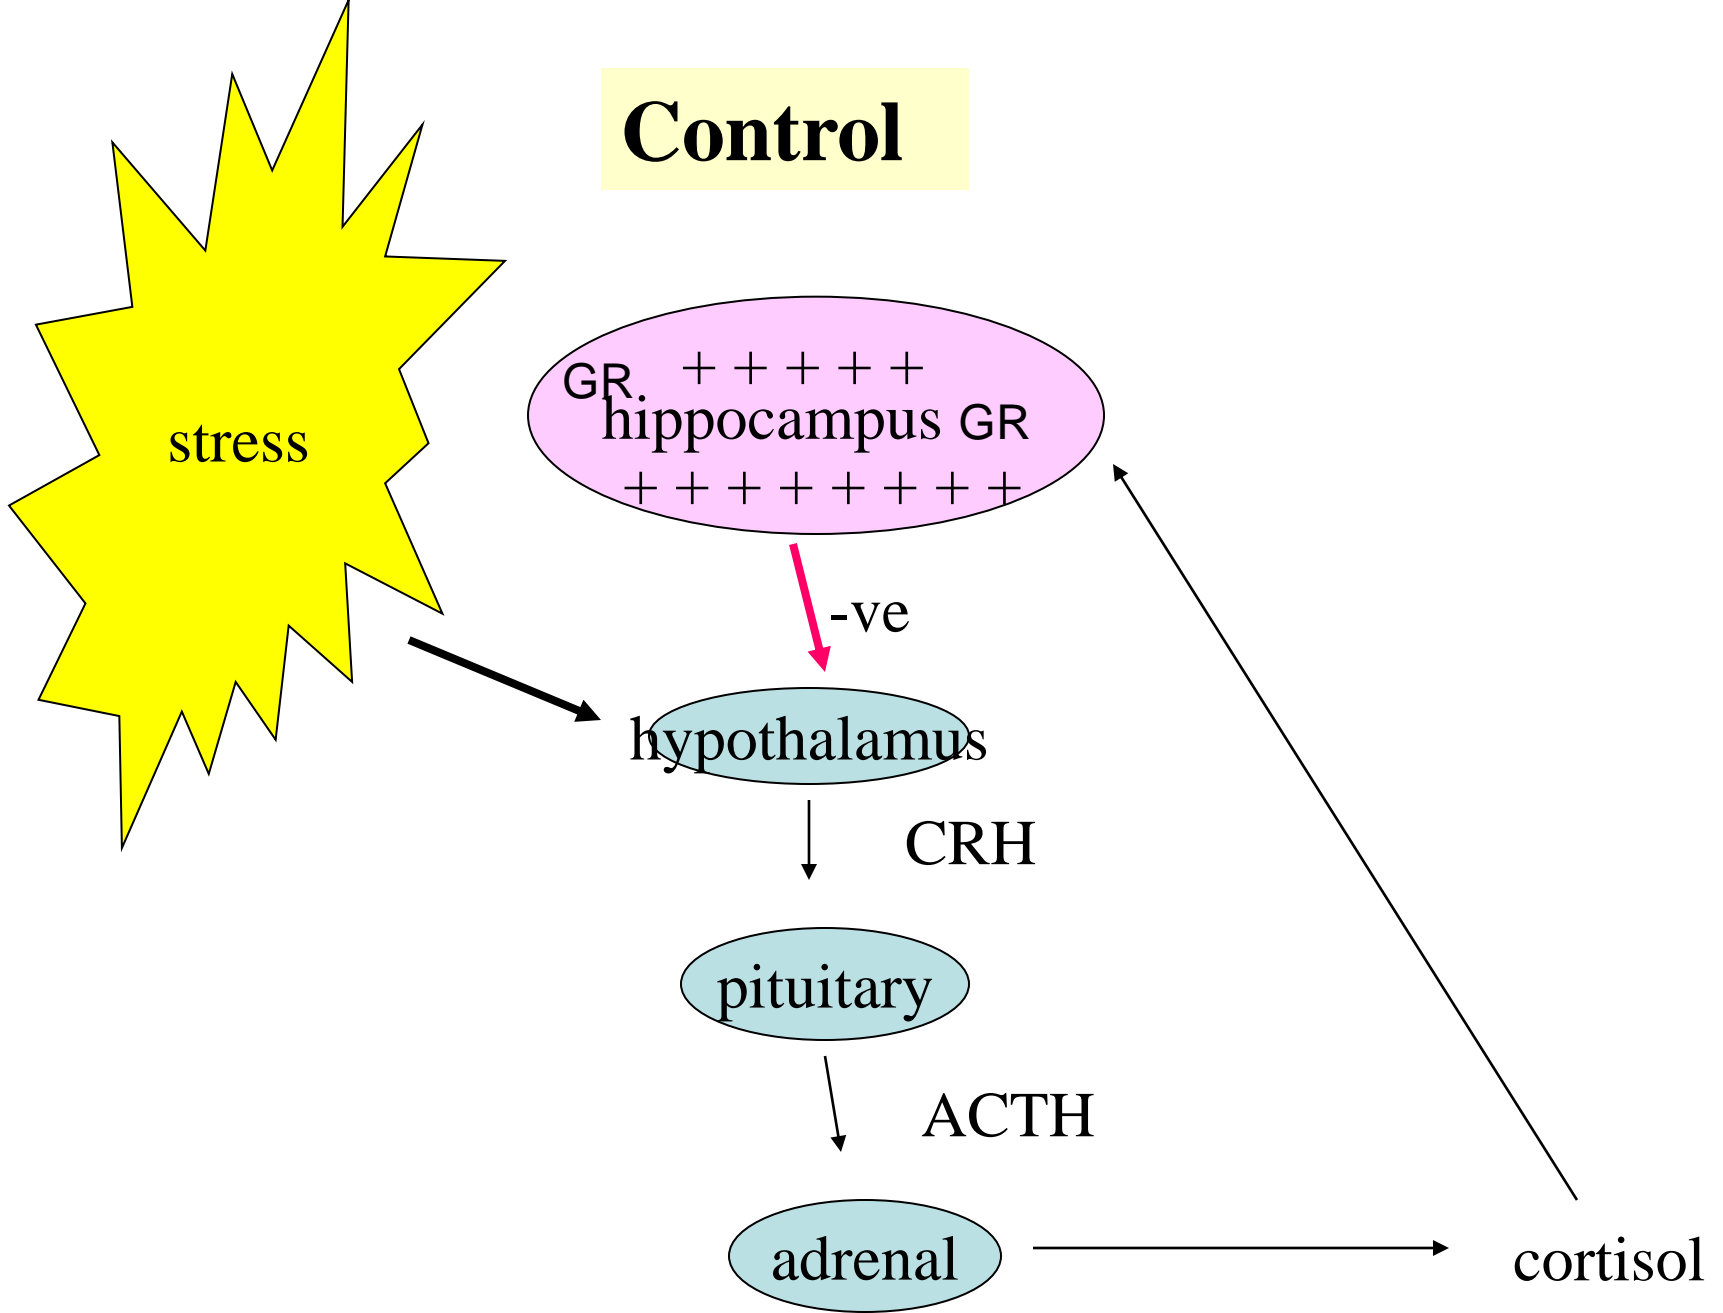 Control
GR + + + + +
hippocampus GR
+ + + + + + + +
stress
-ve
hypothalamus
CRH
pituitary
ACTH
adrenal
cortisol